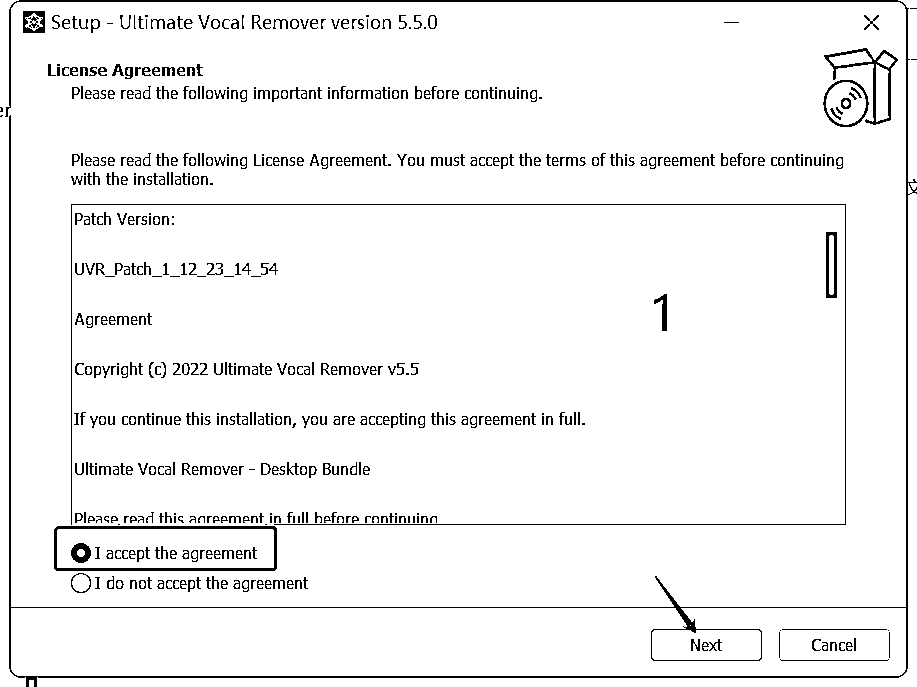 Setup - Ultimate Vocal Remover version 5.5.0
License Agreement
Please read the following important information before continuing.
Please read the following License Agreement. You must accept the terms of this agreement before continuing
with the installation.
Patch Version:
UVR_Patch_1_12_23_14_54
1
Agreement
Copyright (c) 2022 Ultimate Vocal Remover v5.5
If you continue this installation, you are accepting this agreement in full.
Ultimate Vocal Remover - Desktop Bundle
Please read this agreement in full before continuing
I accept the agreement
I do not accept the agreement
Next
Cancel